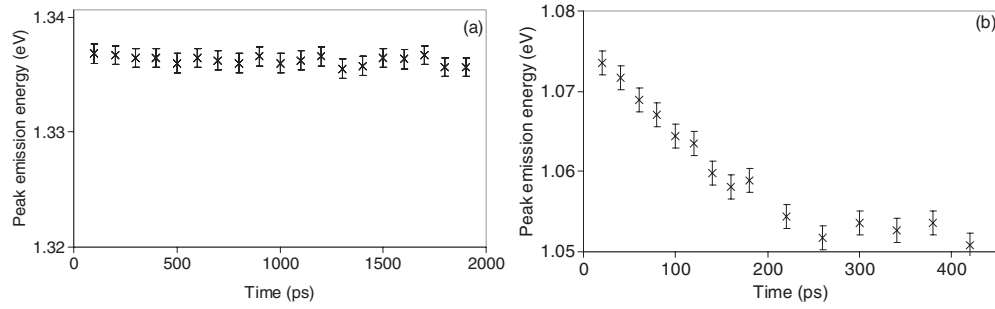 (a)
Peak emission energy (eV)
1.34
1.33
1.32
0
500
1000
1500
2000
Time (ps)
(b)
Peak emission energy (eV)
1.08
1.07
1.06
1.05
0
100
200
300
400
Time (ps)